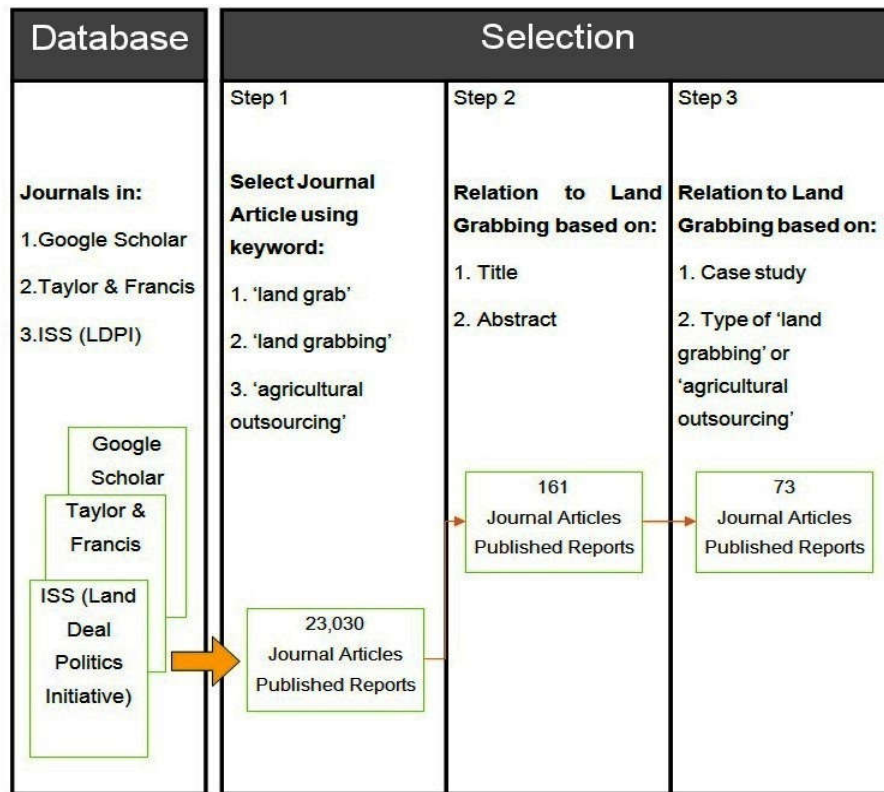 Database
Selection
Journals in:
1.Google Scholar
2.Taylor & Francis
3.ISS (LDPI)
Google
Scholar
Taylor &
Francis
ISS (Land
Deal
Politics
Initiative)
Step 1
Select Journal
Article using
keyword:
1. ‘land grab’
2. ‘land grabbing’
3. ‘agricultural
outsourcing’
23,030
Journal Articles
Published Reports
Step 2
Relation to Land
Grabbing based on:
1. Title
2. Abstract
161
Journal Articles
Published Reports
Step 3
Relation to Land
Grabbing based on:
1. Case study
2. Type of ‘land
grabbing’ or
‘agricultural
outsourcing’
73
Journal Articles
Published Reports